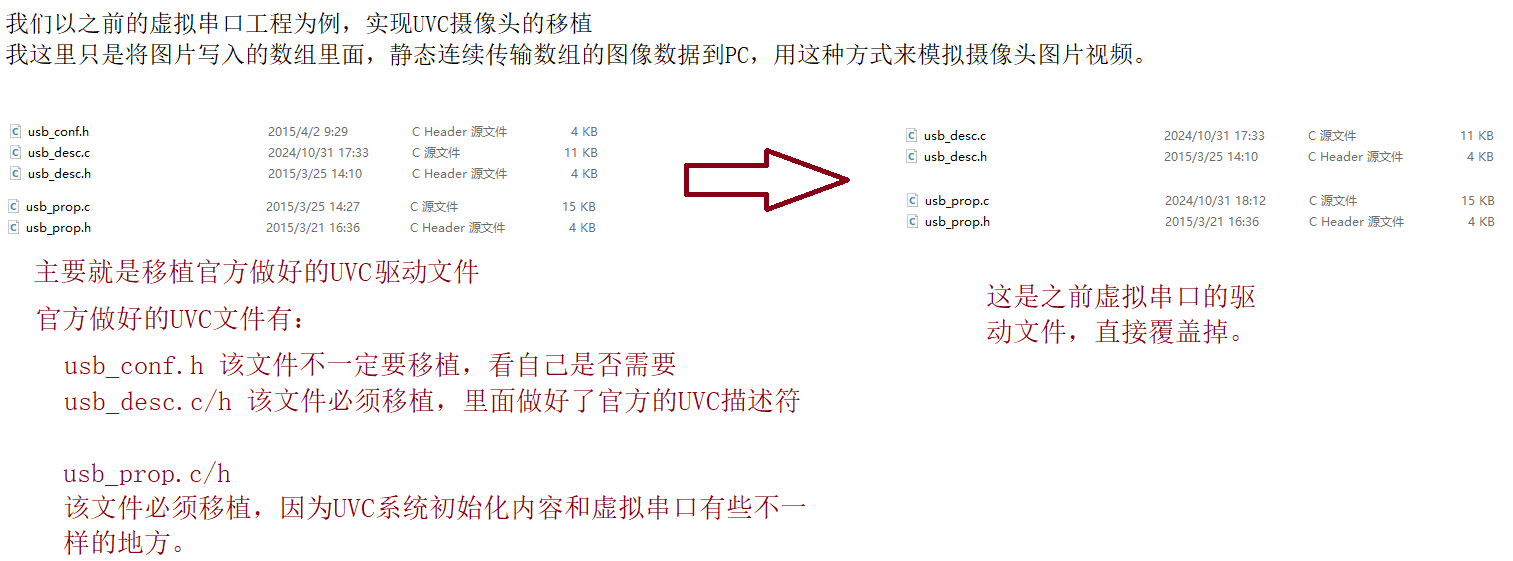 我们以之前的虚拟串口工程为例，实现UVC摄像头的移植
我这里只是将图片写入的数组里面，静态连续传输数组的图像数据到PC，用这种方式来模拟摄像头图片视频。
usb_conf.h 2015/4/2 9:29 C Header 源文件 4 KB
usb_desc.c 2024/10/31 17:33 C 源文件 11 KB
usb_desc.h 2015/3/25 14:10 C Header 源文件 4 KB
usb_prop.c 2015/3/25 14:27 C 源文件 15 KB
usb_prop.h 2015/3/21 16:36 C Header 源文件 4 KB
usb_desc.c 2024/10/31 17:33 C 源文件 11 KB
usb_desc.h 2015/3/25 14:10 C Header 源文件 4 KB
usb_prop.c 2024/10/31 18:12 C 源文件 15 KB
usb_prop.h 2015/3/21 16:36 C Header 源文件 4 KB
主要就是移植官方做好的UVC驱动文件
官方做好的UVC文件有：
usb_conf.h 该文件不一定要移植，看自己是否需要
usb_desc.c/h 该文件必须移植，里面做好了官方的UVC描述符
usb_prop.c/h
该文件必须移植，因为UVC系统初始化内容和虚拟串口有些不一
样的地方。
这是之前虚拟串口的驱
动文件，直接覆盖掉。